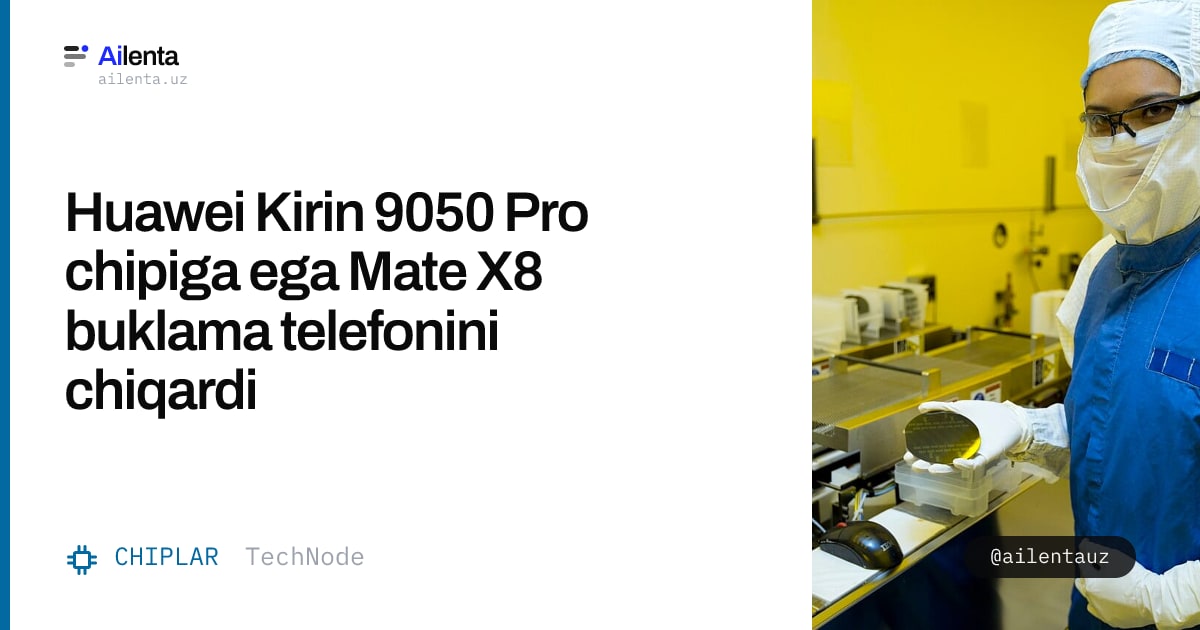 Ailenta
ailenta.uz
Huawei Kirin 9050 Pro
chipiga ega Mate X8
buklama telefonini
chiqardi
CHIPLAR TechNode
@ailentauz